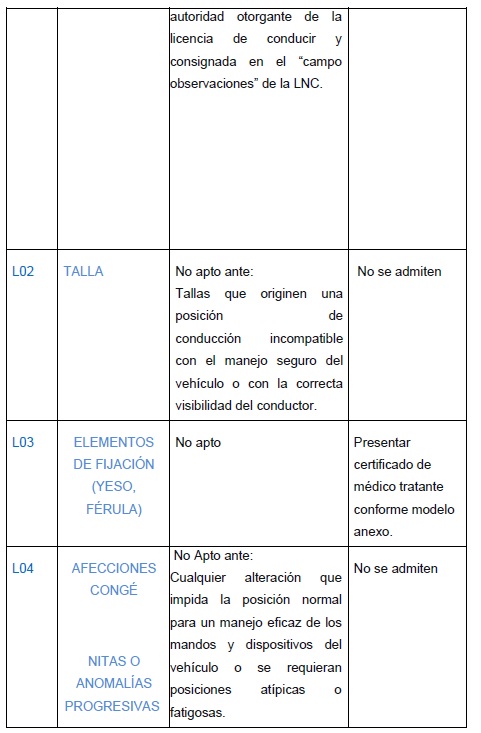 autoridad otorgante de la
licencia de conducir y
consignada en el “campo
observaciones” de la LNC.
L02
TALLA
No apto ante:
Tallas que originen una
posición de
conducción incompatible
con el manejo seguro del
vehículo o con la correcta
visibilidad del conductor.
No se admiten
L03
ELEMENTOS
DE FIJACIÓN
(YESO,
FÉRULA)
No apto
Presentar
certificado de
médico tratante
conforme modelo
anexo.
L04
AFECCIONES
CONGÉ
NITAS O
ANOMALÍAS
PROGRESIVAS
No Apto ante:
Cualquier alteración que
impida la posición normal
para un manejo eficaz de los
mandos y dispositivos del
vehículo o se requieran
posiciones atípicas o
fatigosas.
No se admiten